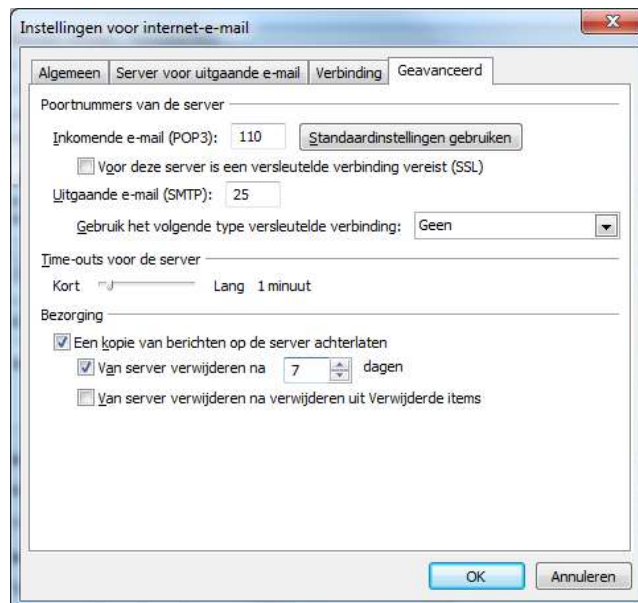 Instellingen voor internet-e-mail
Algemeen Server voor uitgaande e-mail Verbinding Geavanceerd
Poortnummers van de server
Inkomende e-mail (POP3): 110 Standaardinstellingen gebruiken
Voor deze server is een versleutelde verbinding vereist (SSL)
Uitgaande e-mail (SMTP): 25
Gebruik het volgende type versleutelde verbinding: Geen
Time-outs voor de server
Kort Lang 1 minuut
Bezorging
Een kopie van berichten op de server achterlaten
Van server verwijderen na 7 dagen
Van server verwijderen na verwijderen uit Verwijderde items
OK Annuleren